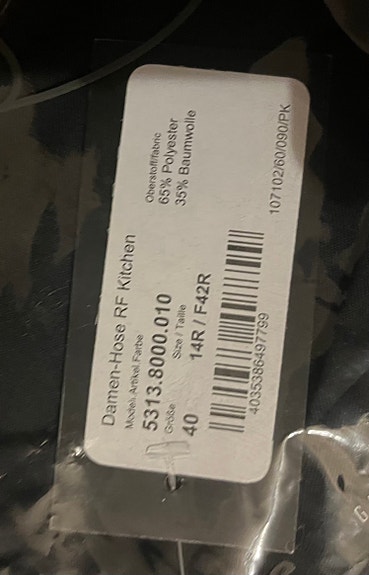 Damen-Hose RF Kitchen
Modell.Artikel.Farbe
5313.8000.010
Größe
Size / Taille
40
14R / F42R
Oberstoff/fabric
65% Polyester
35% Baumwolle
4035386497799
107102/60/090/PK